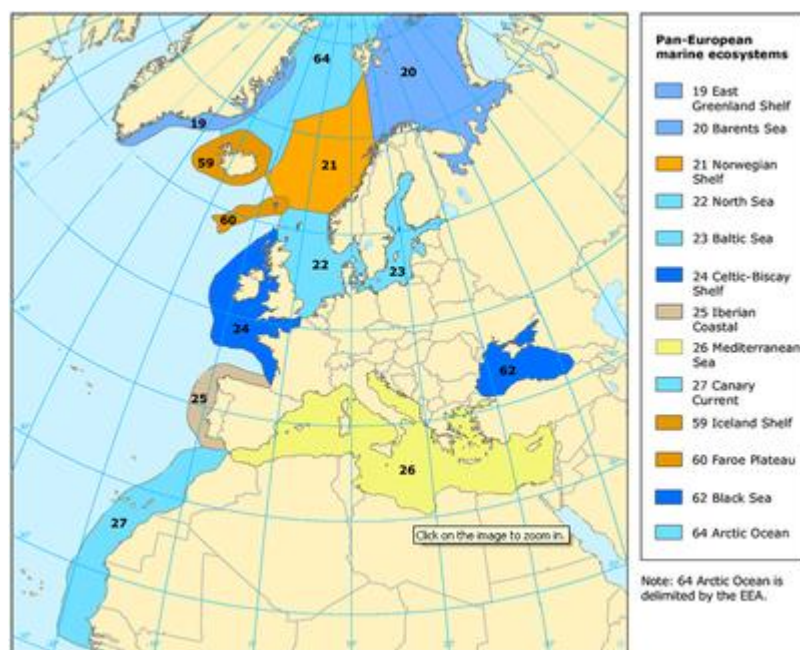 64
20
19
59
21
60
22
23
24
62
25
26
27
Click on the image to zoom in.
Pan-European
marine ecosystems
19 East
Greenland Shelf
20 Barents Sea
21 Norwegian
Shelf
22 North Sea
23 Baltic Sea
24 Celtic-Biscay
Shelf
25 Iberian
Coastal
26 Mediterranean
Sea
27 Canary
Current
59 Iceland Shelf
60 Faroe Plateau
62 Black Sea
64 Arctic Ocean
Note: 64 Arctic Ocean is
delimited by the EEA.